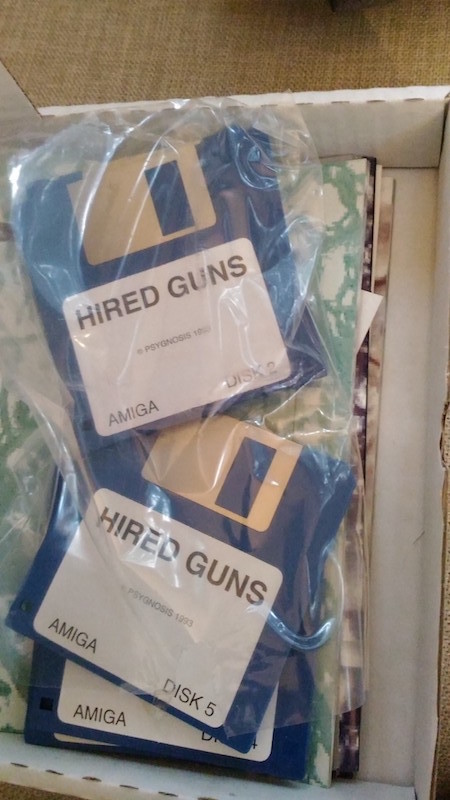 HIRED GUNS
© PSYGNOSIS 1993
DISK 2
AMIGA
HIRED GUNS
© PSYGNOSIS 1993
AMIGA
DISK 5
AMIGA